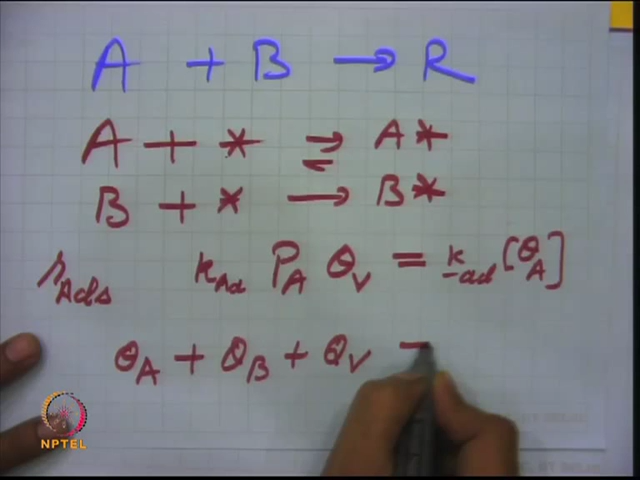 A + B → R
A + * ⇌ A*
B + * → B*
r_Ads k_Ad P_A θ_V = k_-ad [θ_A]
θ_A + θ_B + θ_V =
NPTEL